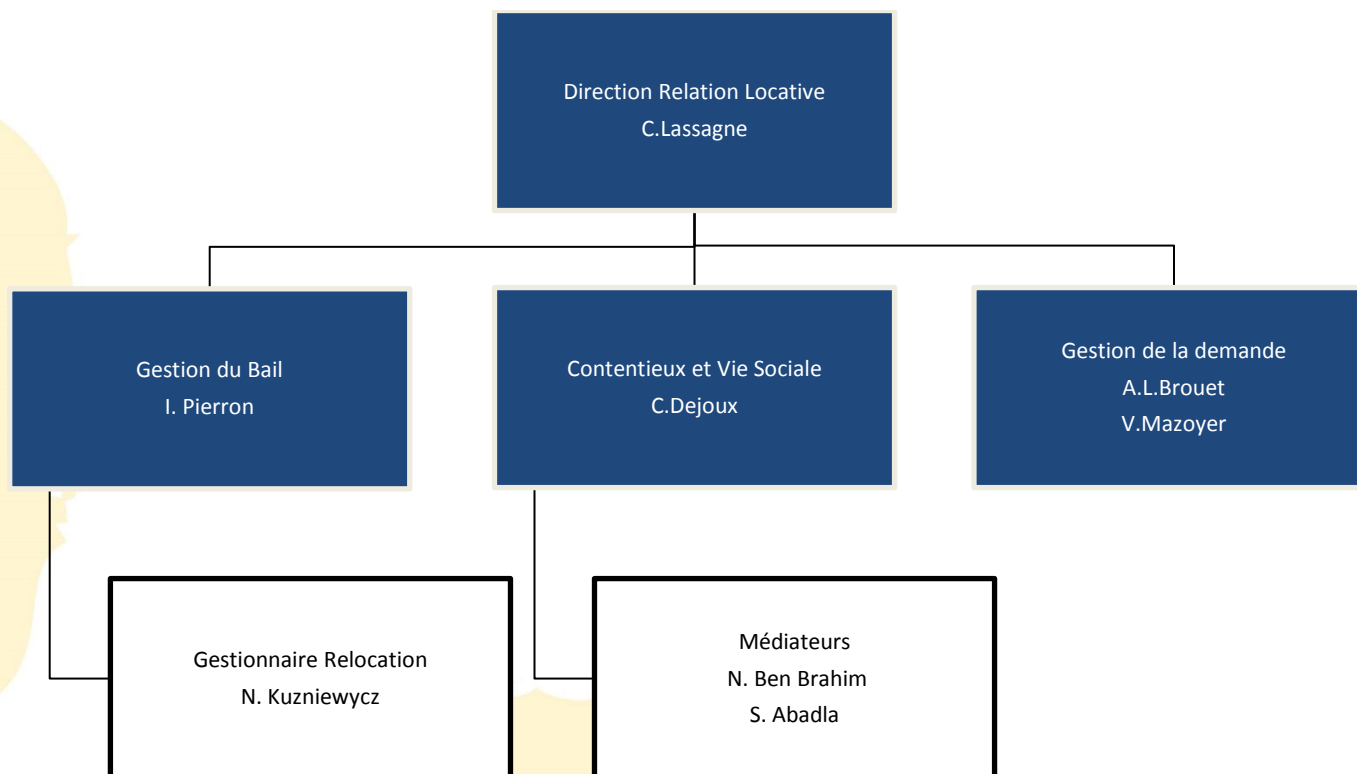 Direction Relation Locative
C.Lassagne
Gestion du Bail
I. Pierron
Contentieux et Vie Sociale
C.Dejoux
Gestion de la demande
A.L.Brouet
V.Mazoyer
Gestionnaire Relocation
N. Kuzniewycz
Médiateurs
N. Ben Brahim
S. Abadla